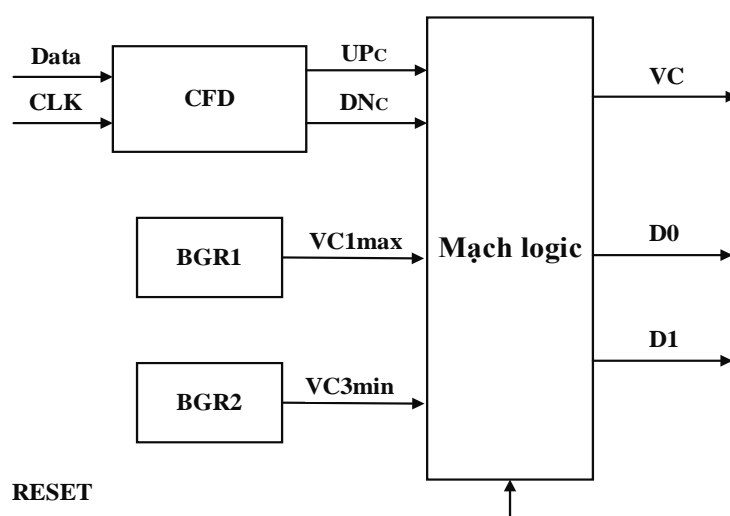 Data
CLK
CFD
UPC
DNC
VC
BGR1
VC1max
Mạch logic
D0
D1
BGR2
VC3min
RESET